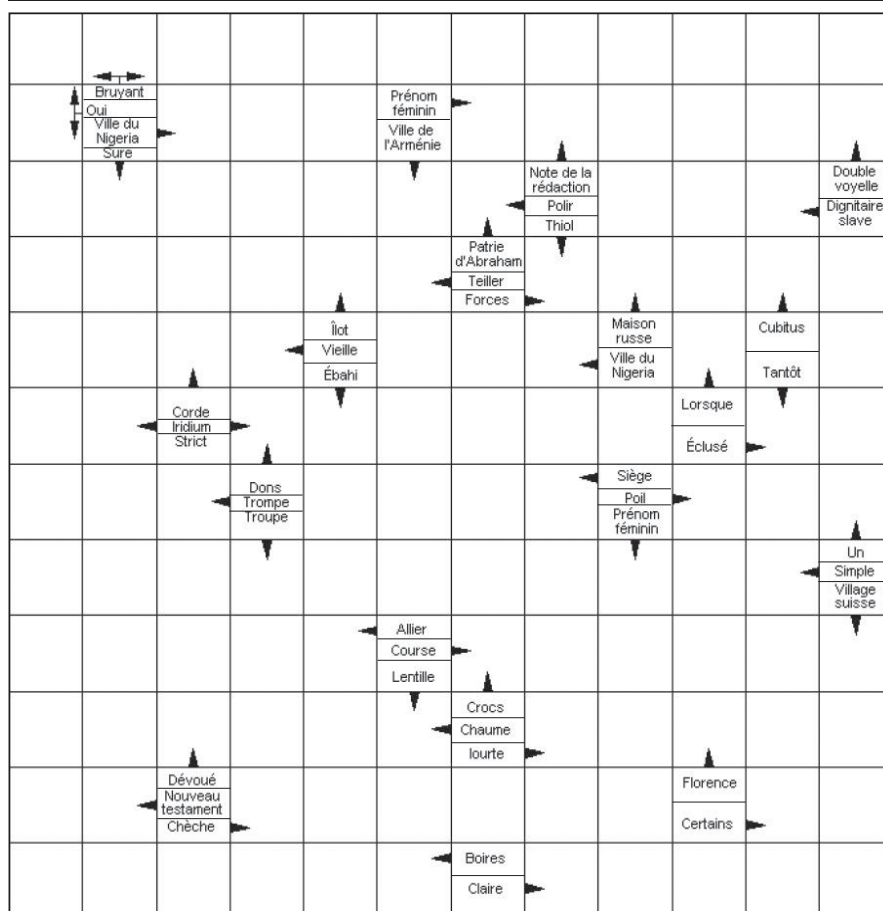 Bruyant
Oui
Ville du
Nigeria
Sure
Prénom
féminin
Ville de
l'Arménie
Note de la
rédaction
Polir
Thiol
Double
voyelle
Dignitaire
slave
Patrie
d'Abraham
Teiller
Forces
Îlot
Vieille
Ébahi
Maison
russe
Ville du
Nigeria
Cubitus
Tantôt
Corde
Iridium
Strict
Lorsque
Éclusé
Dons
Trompe
Troupe
Siège
Poil
Prénom
féminin
Un
Simple
Village
suisse
Allier
Course
Lentille
Crocs
Chaume
Iourte
Dévoué
Nouveau
testament
Chèche
Florence
Certains
Boires
Claire